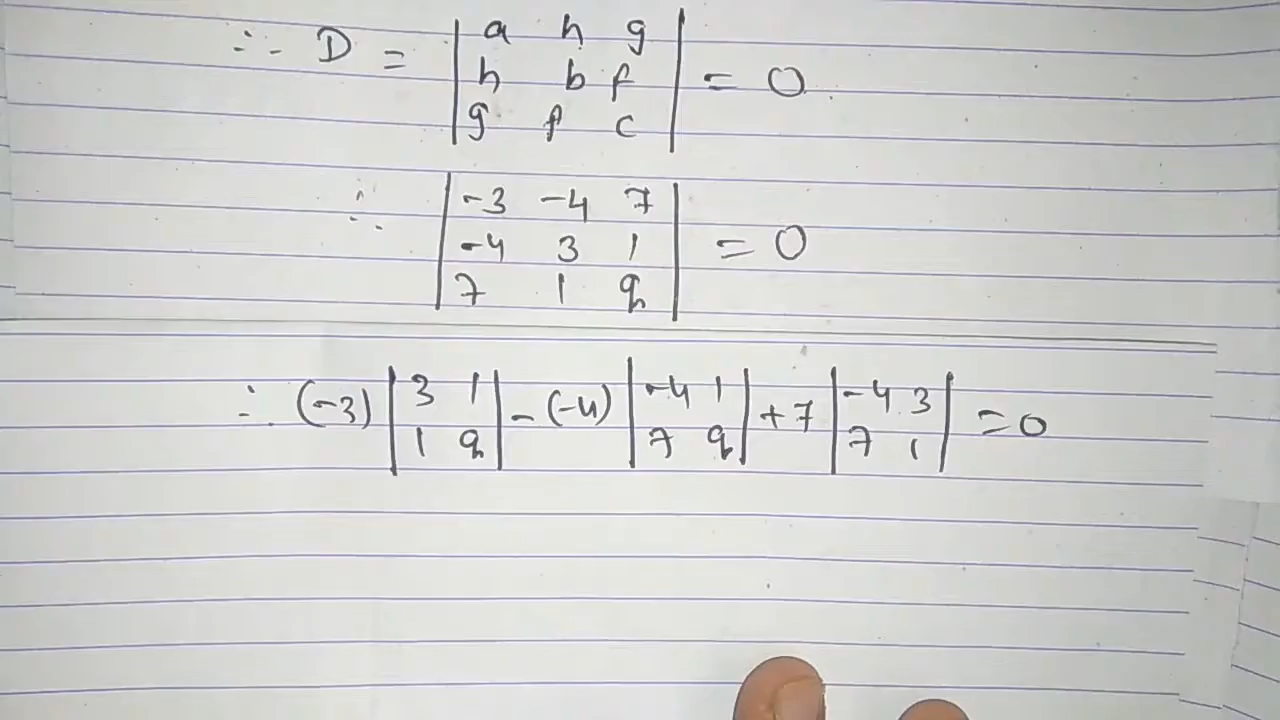 ∴ D = | a h g |
| h b f | = 0
| g f c |
∴ | -3 -4 7 |
| -4 3 1 | = 0
| 7 1 q |
∴ (-3) | 3 1 | - (-4) | -4 1 | + 7 | -4 3 | = 0
| 1 q | | 7 q | | 7 1 |